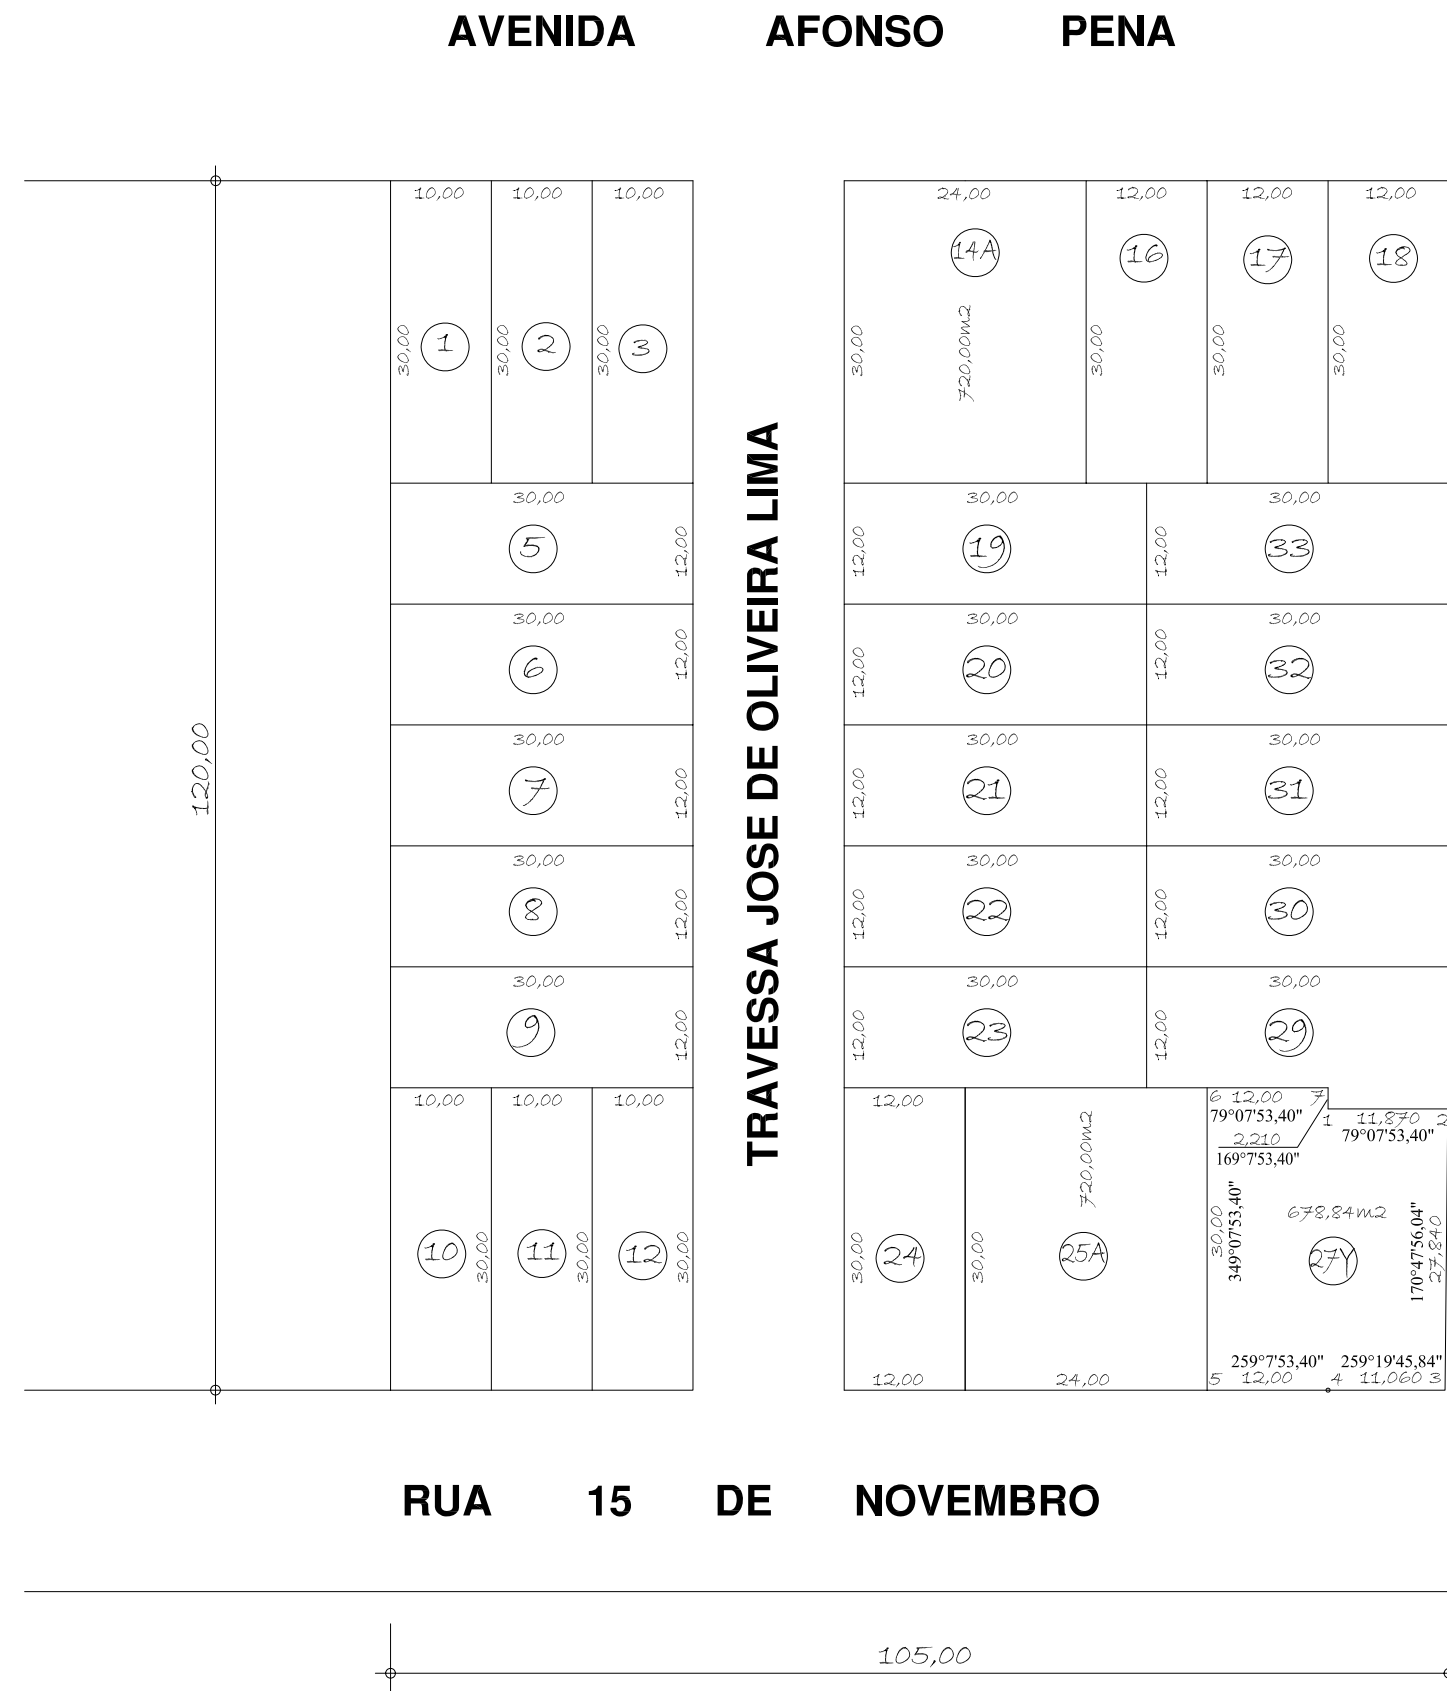 AVENIDA AFONSO PENA
10,00 10,00 10,00 24,00 12,00 12,00 12,00
14A 16 17 18
1 2 3
30,00 30,00 30,00 30,00 720,00m2 30,00 30,00 30,00
TRAVESSA JOSE DE OLIVEIRA LIMA
30,00 30,00 30,00
5 12,00 12,00 19 12,00 33
30,00 30,00 30,00
6 12,00 12,00 20 12,00 32
120,00
30,00 30,00 30,00
7 12,00 12,00 21 12,00 31
30,00 30,00 30,00
8 12,00 12,00 22 12,00 30
30,00 30,00 30,00
9 12,00 12,00 23 12,00 29
10,00 10,00 10,00 12,00 6 12,00 7
79°07'53,40" 1 11,870 2
2,210 79°07'53,40"
169°7'53,40"
720,00m2
678,84m2
10 30,00 11 30,00 12 30,00 30,00 24 30,00 25A 30,00 349°07'53,40" 27Y 170°47'56,04" 27,840
259°7'53,40" 259°19'45,84"
12,00 24,00 5 12,00 4 11,060 3
RUA 15 DE NOVEMBRO
105,00